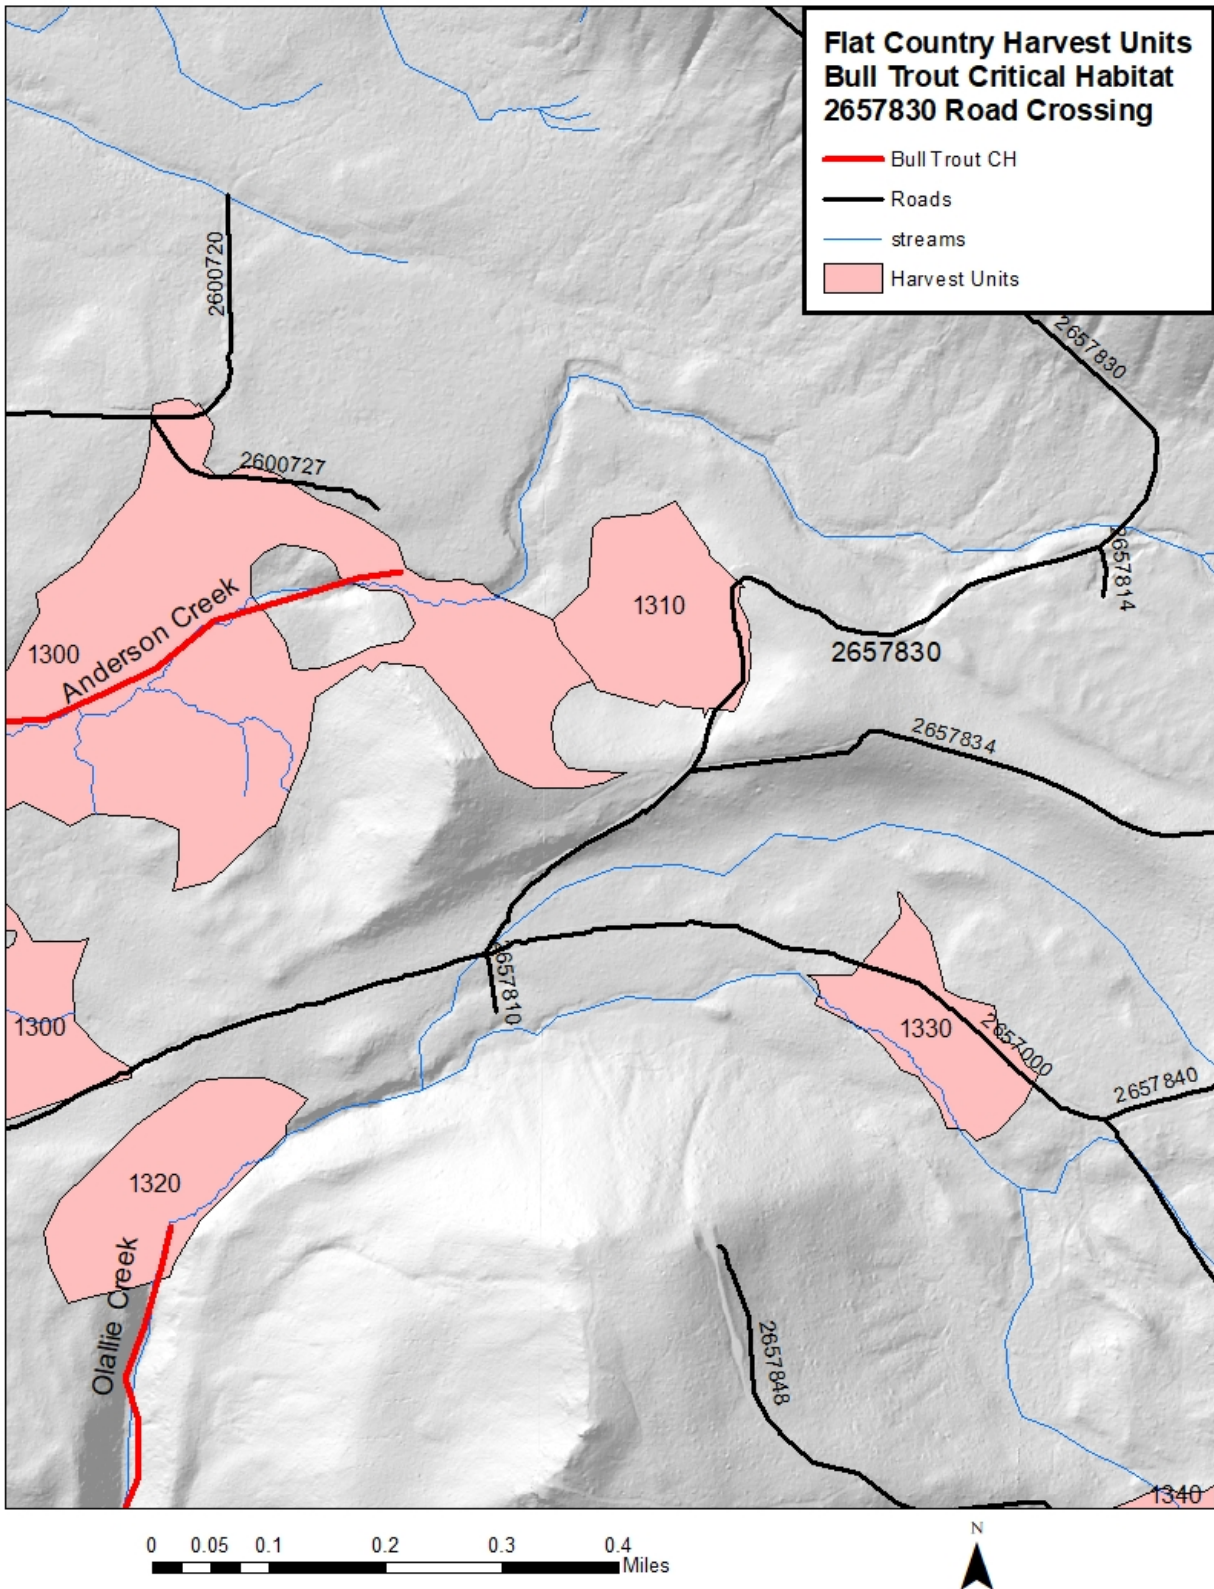 Flat Country Harvest Units
Bull Trout Critical Habitat
2657830 Road Crossing
Bull Trout CH
Roads
streams
Harvest Units
2600720
2657830
2600727
2657814
1310
Anderson Creek
1300
2657830
2657834
2657810
1300
1330
2657000
2657840
1320
Olallie Creek
2657848
1340
0 0.05 0.1 0.2 0.3 0.4
Miles
N